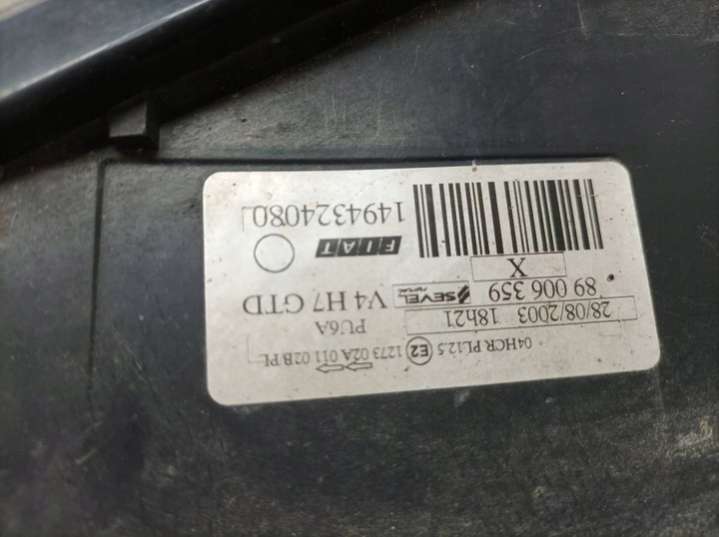 04HCR PL12.5 E2 1273 02A 011 02B PL
28/08/2003 18h21 PU6A
89 006 359 SEVEL V4 H7 GTD
X
FIAT
1494324080